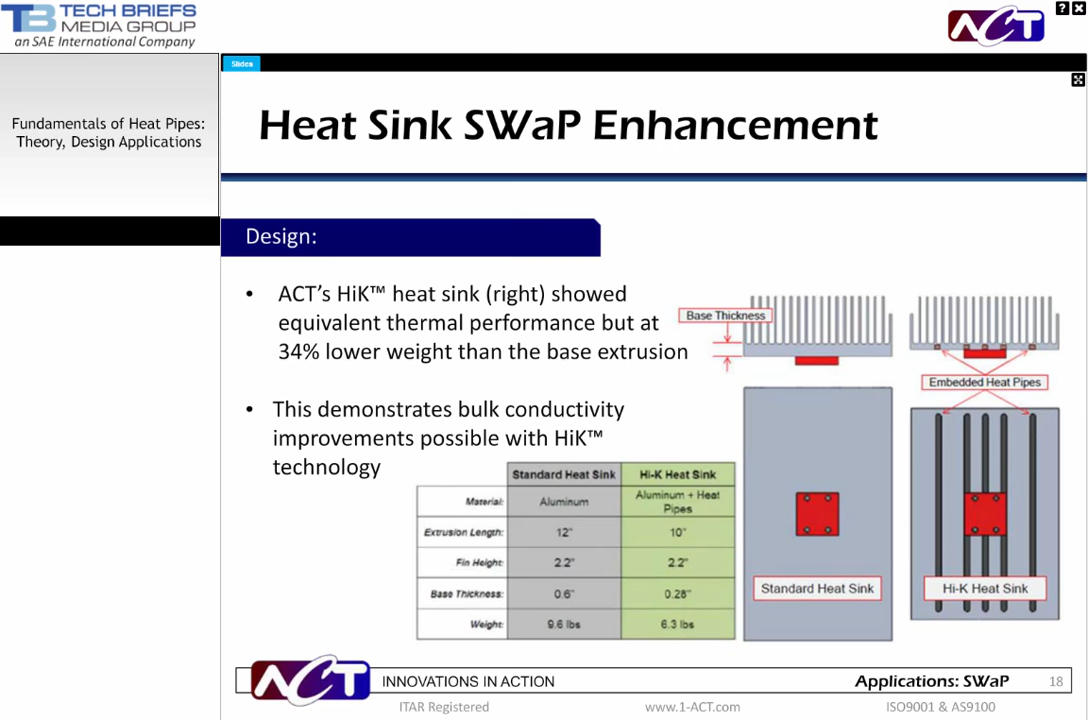 TB TECH BRIEFS
MEDIA GROUP
an SAE International Company
ACT
Slides
Fundamentals of Heat Pipes:
Theory, Design Applications
Heat Sink SWaP Enhancement
Design:
• ACT's HiK™ heat sink (right) showed
equivalent thermal performance but at
34% lower weight than the base extrusion
• This demonstrates bulk conductivity
improvements possible with HiK™
technology
Base Thickness
Embedded Heat Pipes
Standard Heat Sink
Hi-K Heat Sink
Standard Heat Sink Hi-K Heat Sink
Material: Aluminum Aluminum + Heat
Pipes
Extrusion Length: 12" 10"
Fin Height: 2.2" 2.2"
Base Thickness: 0.6" 0.28"
Weight: 9.6 lbs 6.3 lbs
ACT INNOVATIONS IN ACTION Applications: SWaP 18
ITAR Registered www.1-ACT.com ISO9001 & AS9100